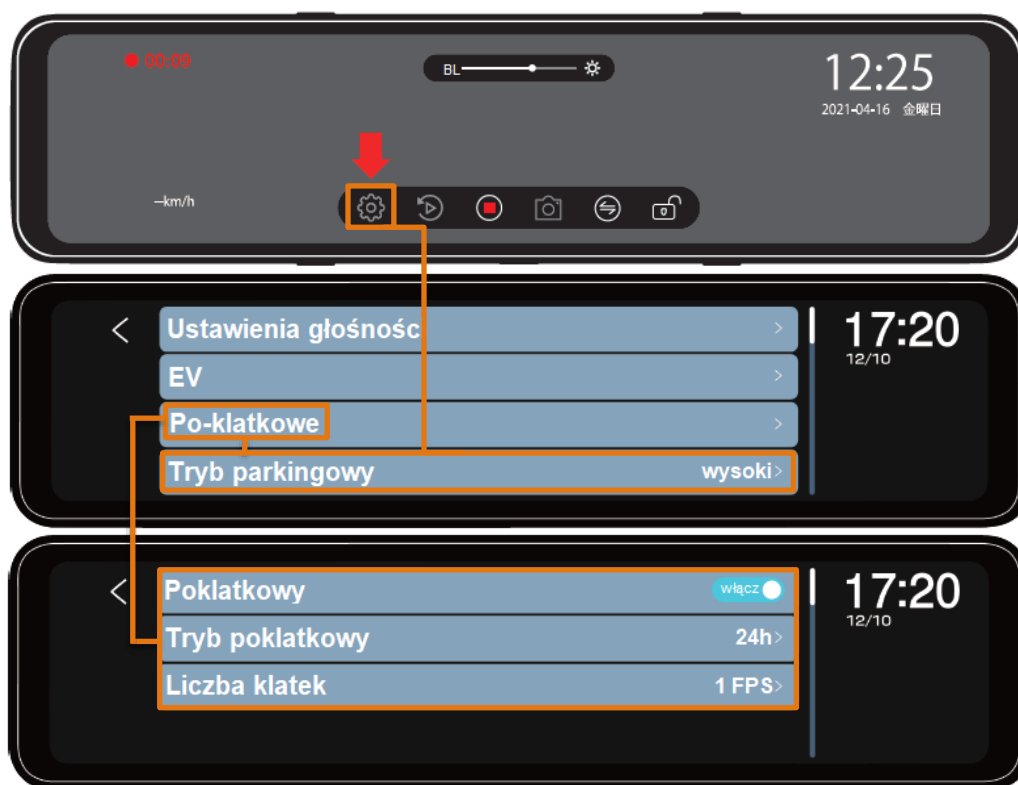 00:09
BL
12:25
2021-04-16 金曜日
–km/h
Ustawienia głośnośc
17:20
12/10
EV
Po-klatkowe
Tryb parkingowy wysoki
Poklatkowy włącz
17:20
12/10
Tryb poklatkowy 24h
Liczba klatek 1 FPS